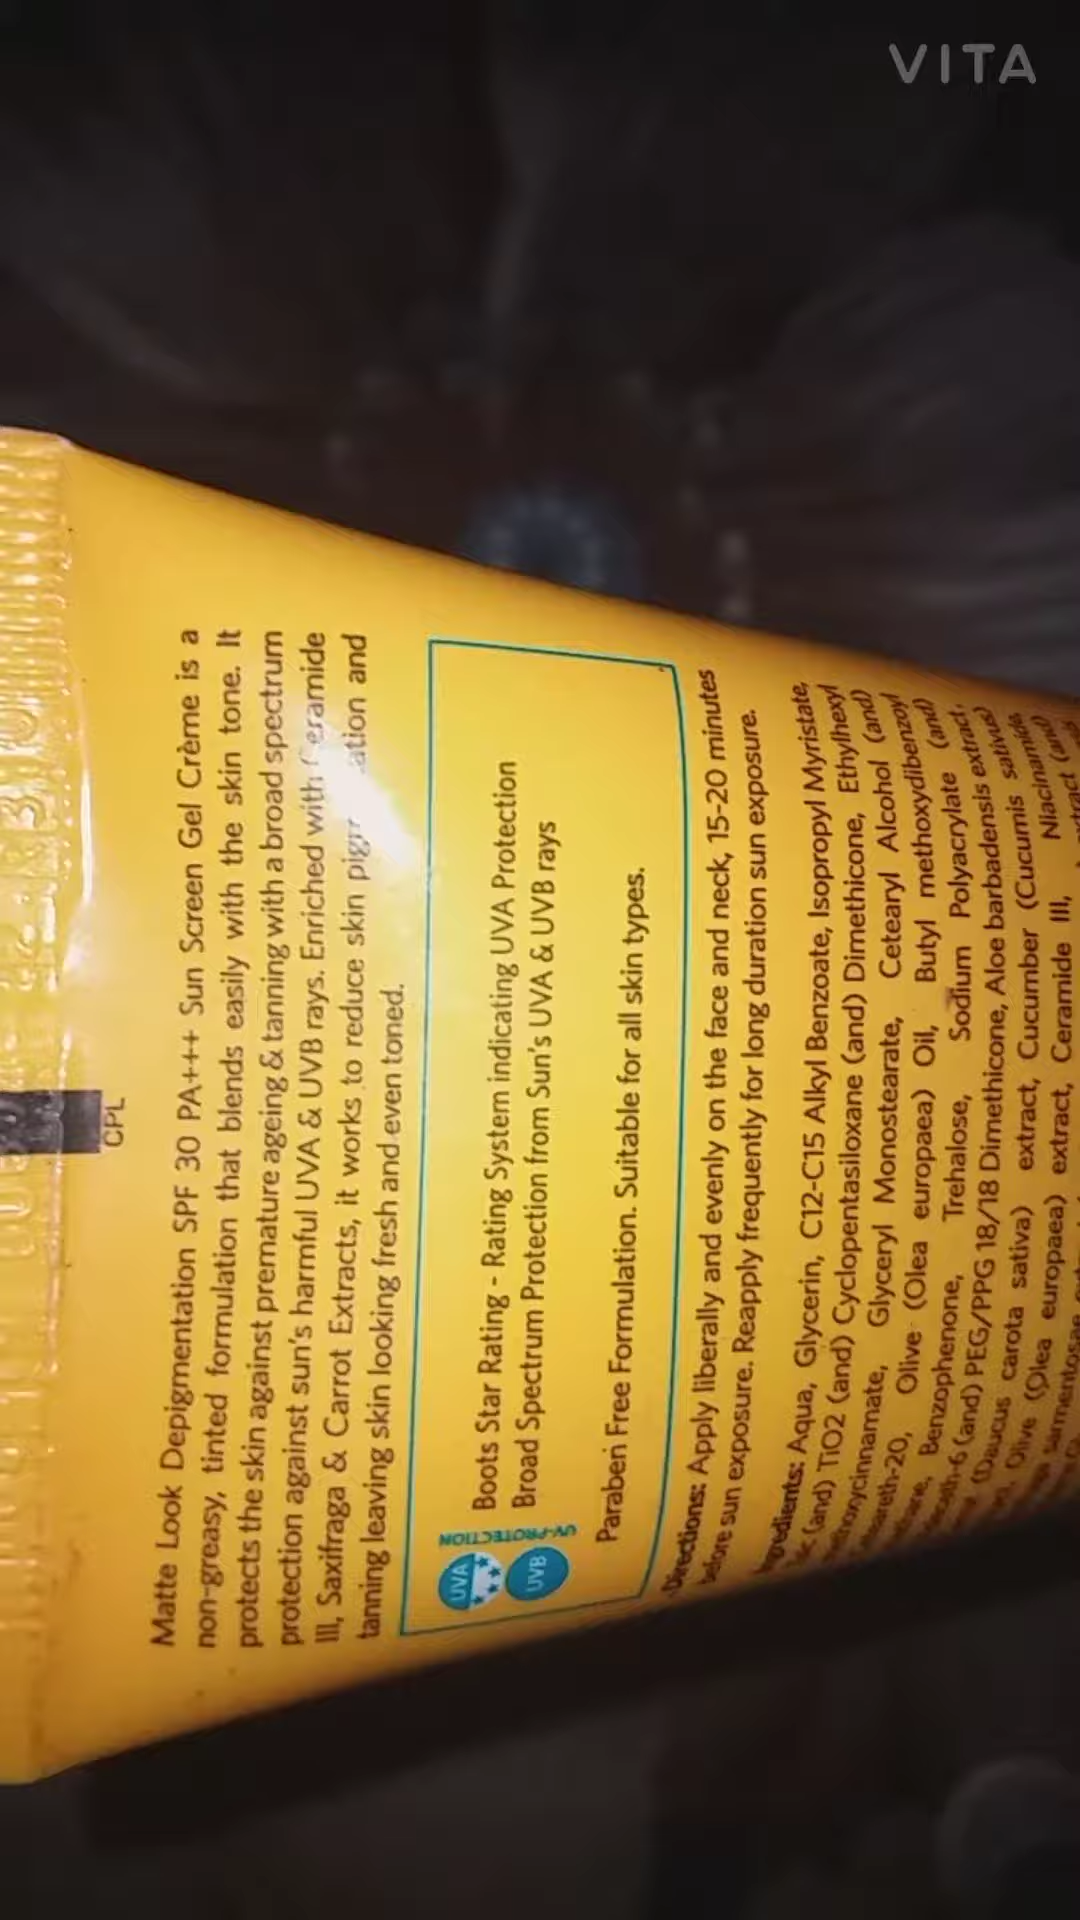 VITA
CPL
Matte Look Depigmentation SPF 30 PA+++ Sun Screen Gel Crème is a
non-greasy, tinted formulation that blends easily with the skin tone. It
protects the skin against premature ageing & tanning with a broad spectrum
protection against sun's harmful UVA & UVB rays. Enriched with Ceramide
III, Saxifraga & Carrot Extracts, it works to reduce skin and
tanning leaving skin looking fresh and even toned.
UVA
UVB
UV-PROTECTION
Boots Star Rating - Rating System indicating UVA Protection
Broad Spectrum Protection from Sun's UVA & UVB rays
Paraben Free Formulation. Suitable for all skin types.
Directions: Apply liberally and evenly on the face and neck, 15-20 minutes
before sun exposure. Reapply frequently for long duration sun exposure.
Ingredients: Aqua, Glycerin, C12-C15 Alkyl Benzoate, Isopropyl Myristate,
(and) TiO2 (and) Cyclopentasiloxane (and) Dimethicone, Ethylhexyl
Glyceryl Monostearate, Cetearyl Alcohol (and)
Olive (Olea europaea) Oil, Butyl methoxydibenzoyl
Benzophenone, Trehalose, Sodium Polyacrylate (and)
(and) PEG/PPG 18/18 Dimethicone, Aloe barbadensis extract,
(Daucus carota sativa) extract, Cucumber (Cucumis sativus)
Olive (Olea europaea) extract, Ceramide III, Niacinamide,
(and)